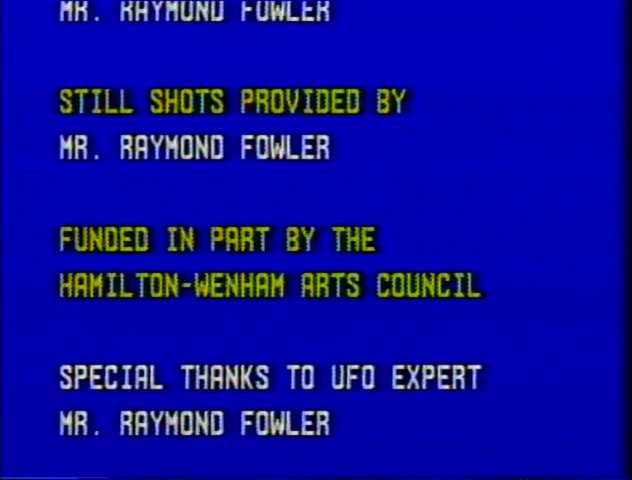 MR. RAYMOND FOWLER
STILL SHOTS PROVIDED BY
MR. RAYMOND FOWLER
FUNDED IN PART BY THE
HAMILTON-WENHAM ARTS COUNCIL
SPECIAL THANKS TO UFO EXPERT
MR. RAYMOND FOWLER